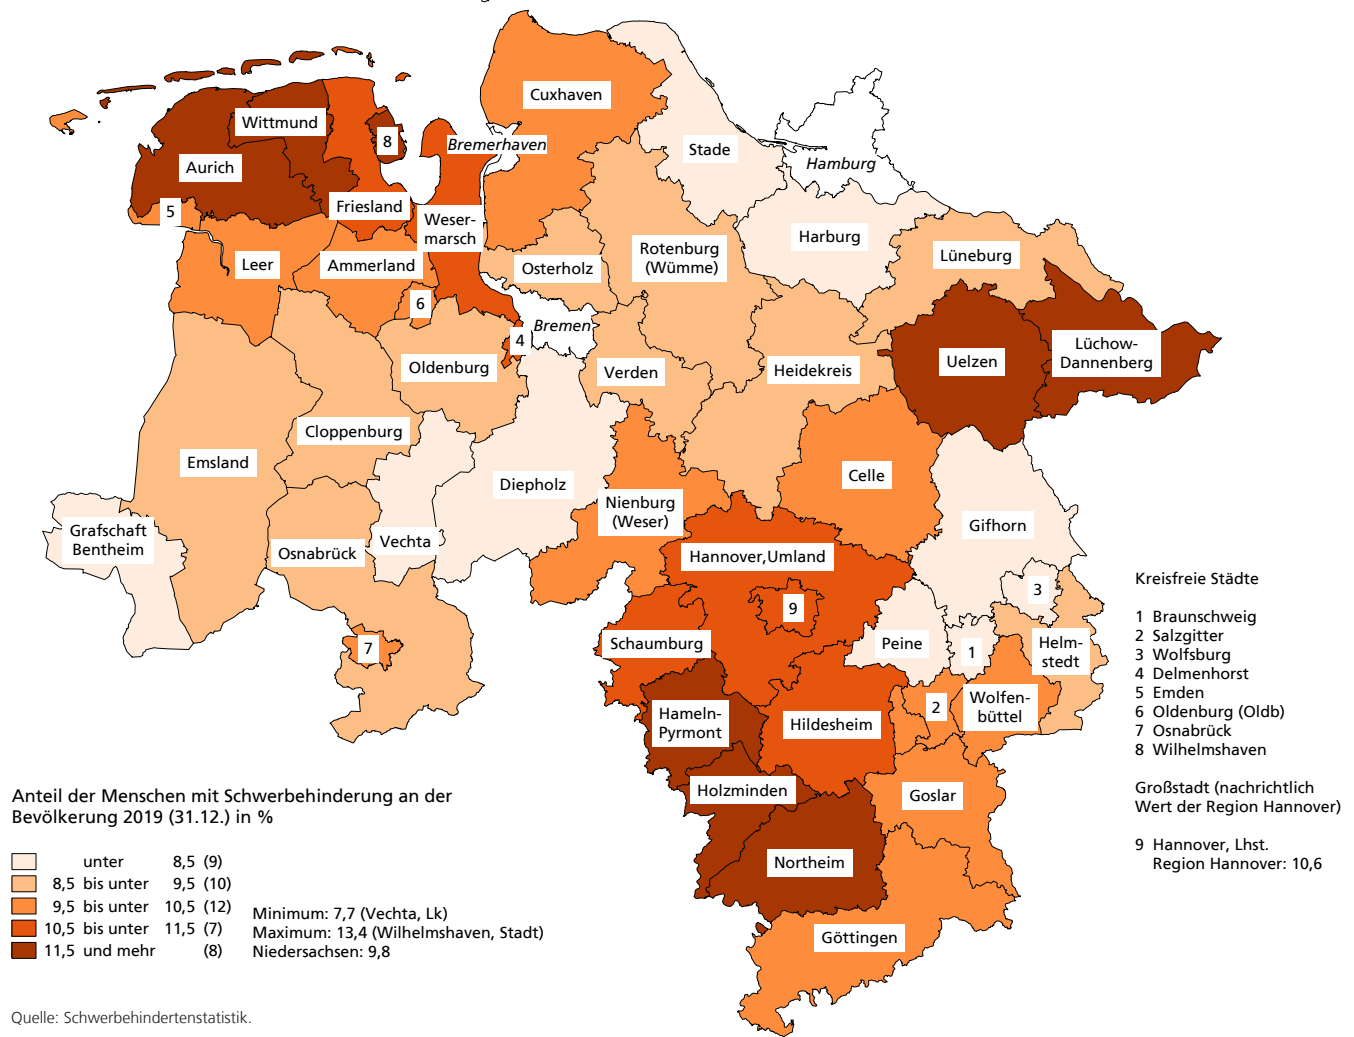 Cuxhaven
Wittmund
8
Bremerhaven
Stade
Hamburg
Aurich
Friesland
5
Weser-
marsch
Harburg
Rotenburg
(Wümme)
Lüneburg
Leer
Ammerland
Osterholz
6
Bremen
4
Lüchow-
Dannenberg
Oldenburg
Verden
Heidekreis
Uelzen
Cloppenburg
Emsland
Celle
Diepholz
Nienburg
(Weser)
Gifhorn
Grafschaft
Bentheim
Vechta
Osnabrück
Hannover,Umland
3
9
Schaumburg
Peine
1
Helm-
stedt
7
Hameln-
Pyrmont
Hildesheim
2
Wolfen-
büttel
Holzminden
Goslar
Northeim
Göttingen
Kreisfreie Städte
1 Braunschweig
2 Salzgitter
3 Wolfsburg
4 Delmenhorst
5 Emden
6 Oldenburg (Oldb)
7 Osnabrück
8 Wilhelmshaven
Großstadt (nachrichtlich
Wert der Region Hannover)
9 Hannover, Lhst.
Region Hannover: 10,6
Anteil der Menschen mit Schwerbehinderung an der
Bevölkerung 2019 (31.12.) in %
unter 8,5 (9)
8,5 bis unter 9,5 (10)
9,5 bis unter 10,5 (12)
10,5 bis unter 11,5 (7)
11,5 und mehr (8)
Minimum: 7,7 (Vechta, Lk)
Maximum: 13,4 (Wilhelmshaven, Stadt)
Niedersachsen: 9,8
Quelle: Schwerbehindertenstatistik.